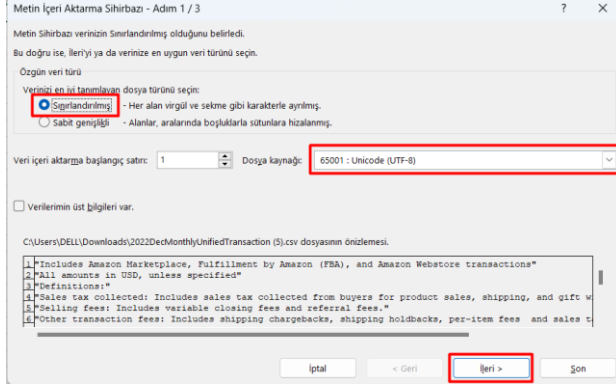 Metin İçeri Aktarma Sihirbazı - Adım 1 / 3
Metin Sihirbazı verinizin Sınırlandırılmış olduğunu belirledi.
Bu doğru ise, İleri'yi ya da verinize en uygun veri türünü seçin.
Özgün veri türü
Verinizi en iyi tanımlayan dosya türünü seçin:
Sınırlandırılmış - Her alan virgül ve sekme gibi karakterle ayrılmış.
Sabit genişlikli - Alanlar, aralarında boşluklarla sütunlara hizalanmış.
Veri içeri aktarma başlangıç satırı: 1 Dosya kaynağı: 65001 : Unicode (UTF-8)
Verilerimin üst bilgileri var.
C:\Users\DELL\Downloads\2022DecMonthlyUnifiedTransaction (5).csv dosyasının önizlemesi.
1 "Includes Amazon Marketplace, Fulfillment by Amazon (FBA), and Amazon Webstore transactions"
2 "All amounts in USD, unless specified"
3 "Definitions:"
4 "Sales tax collected: Includes sales tax collected from buyers for product sales, shipping, and gift w
5 "Selling fees: Includes variable closing fees and referral fees."
6 "Other transaction fees: Includes shipping chargebacks, shipping holdbacks, per-item fees and sales t
İptal < Geri İleri > Son